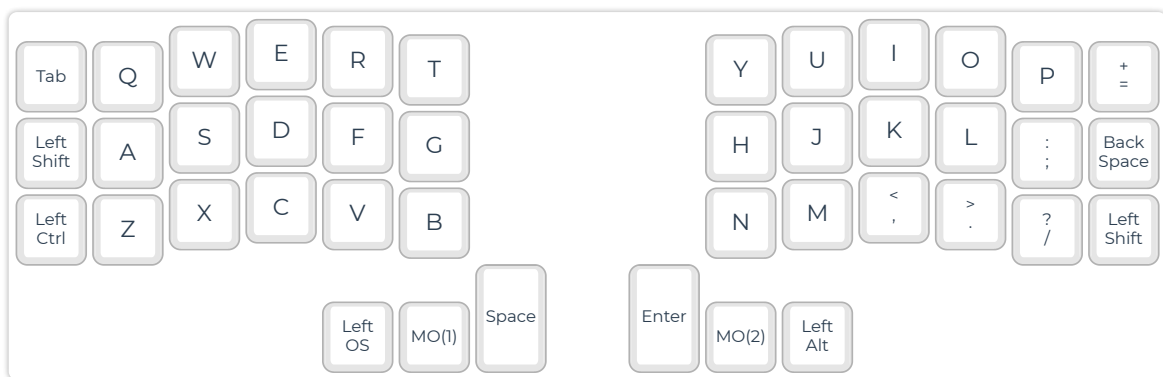 Tab Q W E R T Y U I O P +
=
Left
Shift A S D F G H J K L :
; Back
Space
Left
Ctrl Z X C V B N M <
, >
. ?
/ Left
Shift
Left
OS MO(1) Space Enter MO(2) Left
Alt